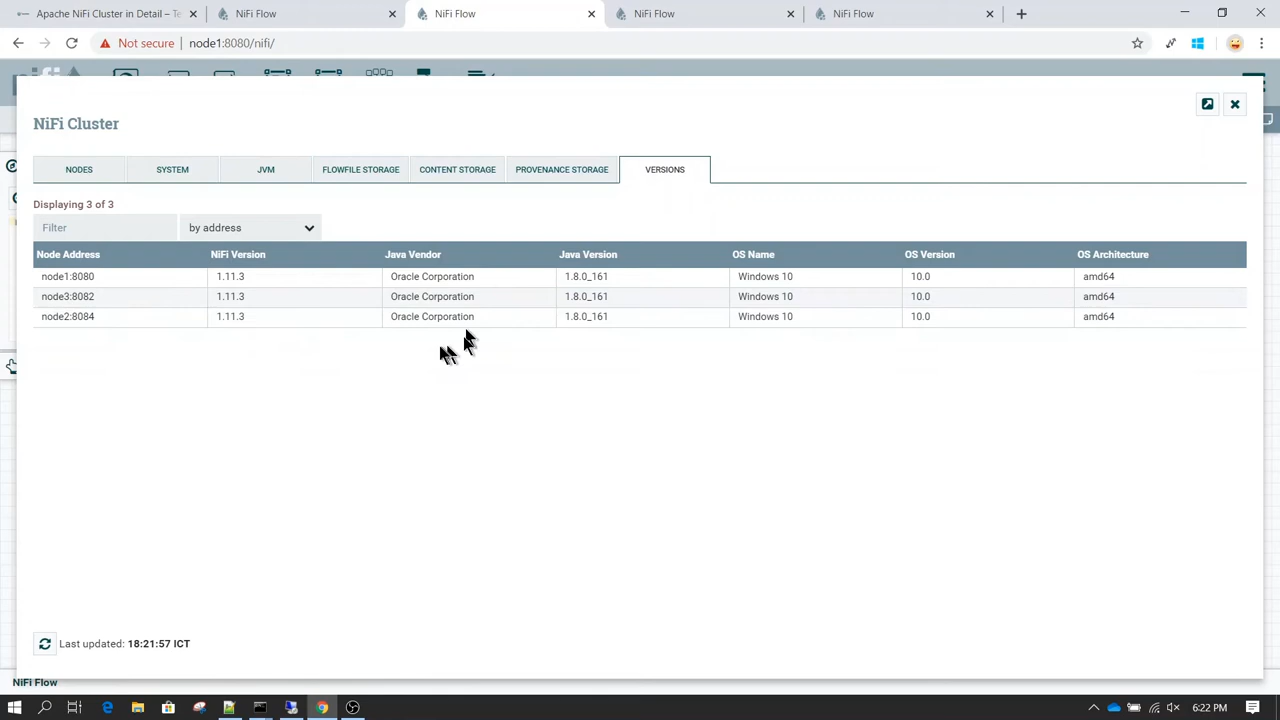 Apache NiFi Cluster in Detail – Te
NiFi Flow
NiFi Flow
NiFi Flow
NiFi Flow
Not secure
node1:8080/nifi/
NiFi Cluster
NODES
SYSTEM
JVM
FLOWFILE STORAGE
CONTENT STORAGE
PROVENANCE STORAGE
VERSIONS
Displaying 3 of 3
Filter
by address
Node Address NiFi Version Java Vendor Java Version OS Name OS Version OS Architecture
node1:8080 1.11.3 Oracle Corporation 1.8.0_161 Windows 10 10.0 amd64
node3:8082 1.11.3 Oracle Corporation 1.8.0_161 Windows 10 10.0 amd64
node2:8084 1.11.3 Oracle Corporation 1.8.0_161 Windows 10 10.0 amd64
Last updated: 18:21:57 ICT
NiFi Flow
6:22 PM